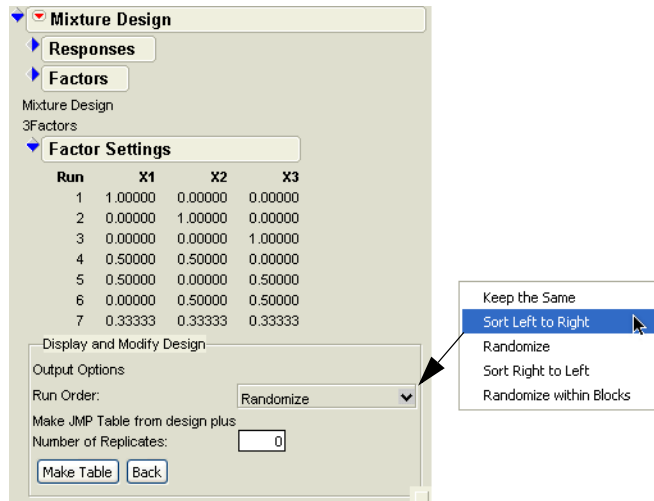 Mixture Design
Responses
Factors
Mixture Design
3Factors
Factor Settings
Run X1 X2 X3
1 1.00000 0.00000 0.00000
2 0.00000 1.00000 0.00000
3 0.00000 0.00000 1.00000
4 0.50000 0.50000 0.00000
5 0.50000 0.00000 0.50000
6 0.00000 0.50000 0.50000
7 0.33333 0.33333 0.33333
Display and Modify Design
Output Options
Run Order: Randomize
Make JMP Table from design plus
Number of Replicates: 0
Make Table Back
Keep the Same
Sort Left to Right
Randomize
Sort Right to Left
Randomize within Blocks